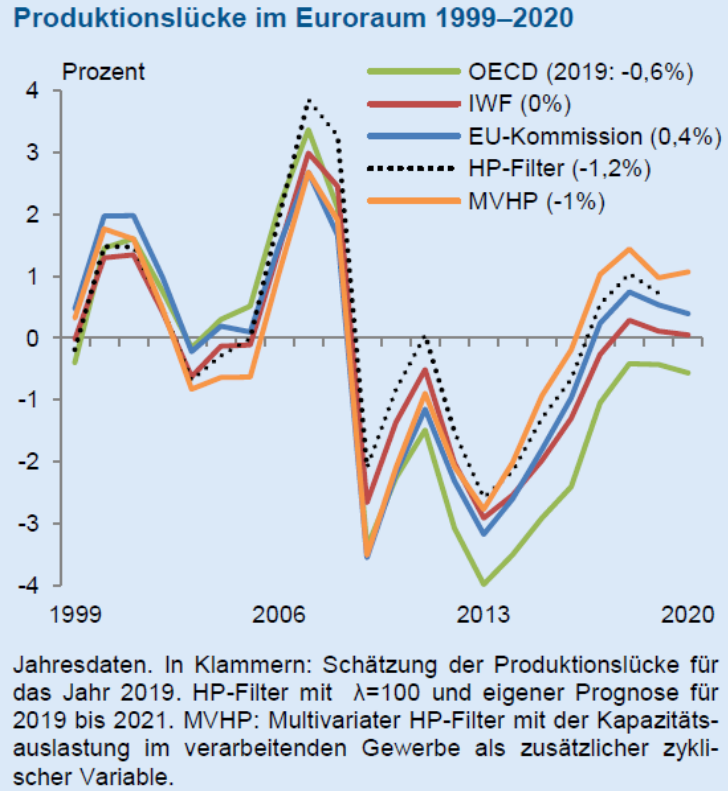 Produktionslücke im Euroraum 1999–2020
Prozent
OECD (2019: -0,6%)
IWF (0%)
EU-Kommission (0,4%)
HP-Filter (-1,2%)
MVHP (-1%)
4
3
2
1
0
-1
-2
-3
-4
1999 2006 2013 2020
Jahresdaten. In Klammern: Schätzung der Produktionslücke für
das Jahr 2019. HP-Filter mit λ=100 und eigener Prognose für
2019 bis 2021. MVHP: Multivariater HP-Filter mit der Kapazitäts-
auslastung im verarbeitenden Gewerbe als zusätzlicher zykli-
scher Variable.